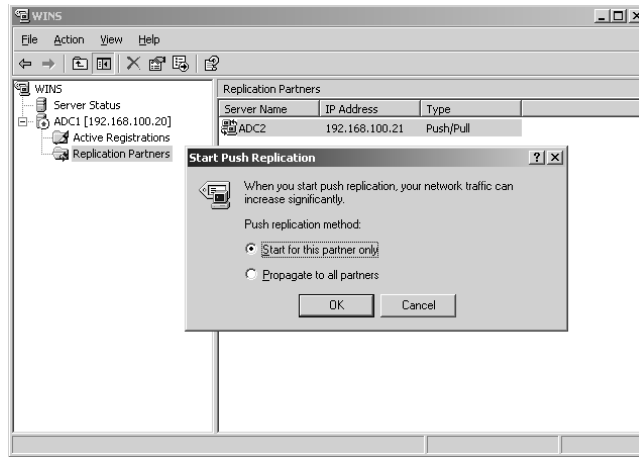 WINS
File Action View Help
WINS
Server Status
ADC1 [192.168.100.20]
Active Registrations
Replication Partners
Replication Partners
Server Name IP Address Type
ADC2 192.168.100.21 Push/Pull
Start Push Replication
When you start push replication, your network traffic can
increase significantly.
Push replication method:
Start for this partner only
Propagate to all partners
OK Cancel